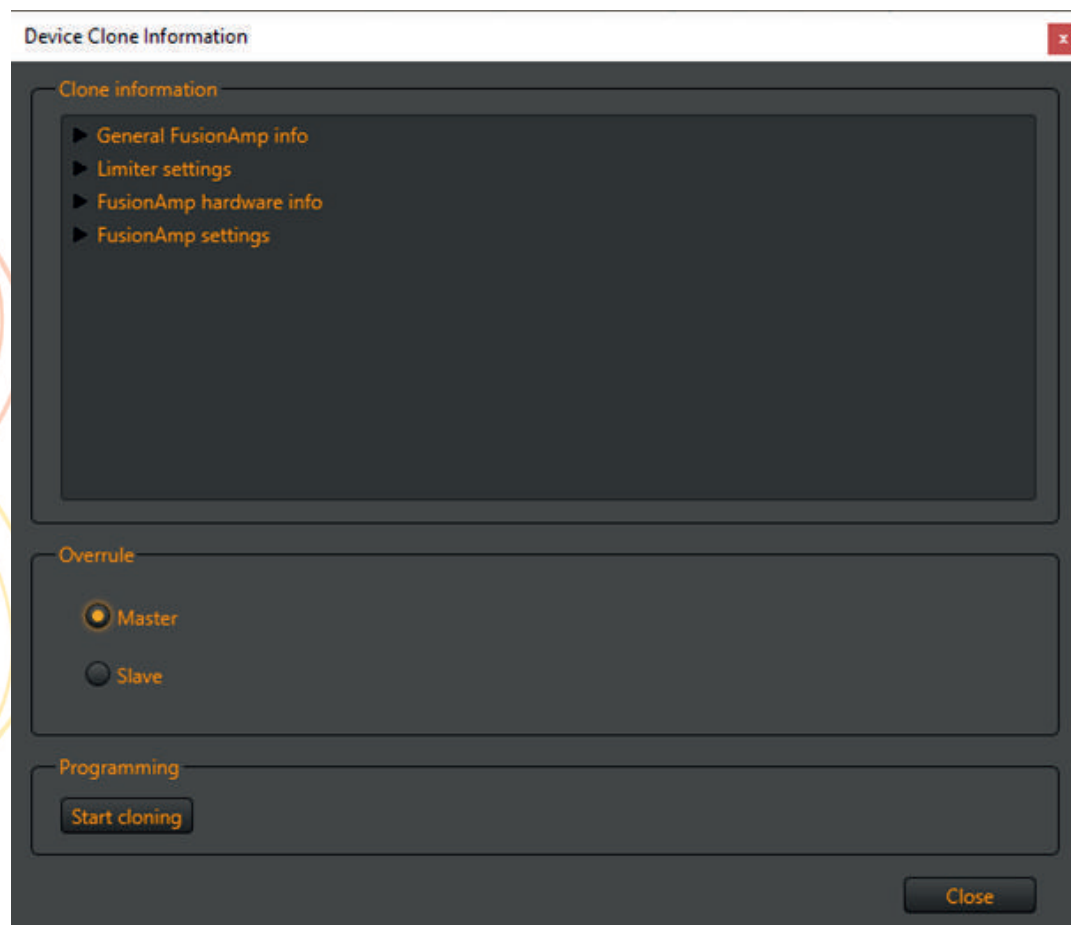 Device Clone Information
x
Clone information
General FusionAmp info
Limiter settings
FusionAmp hardware info
FusionAmp settings
Overrule
Master
Slave
Programming
Start cloning
Close